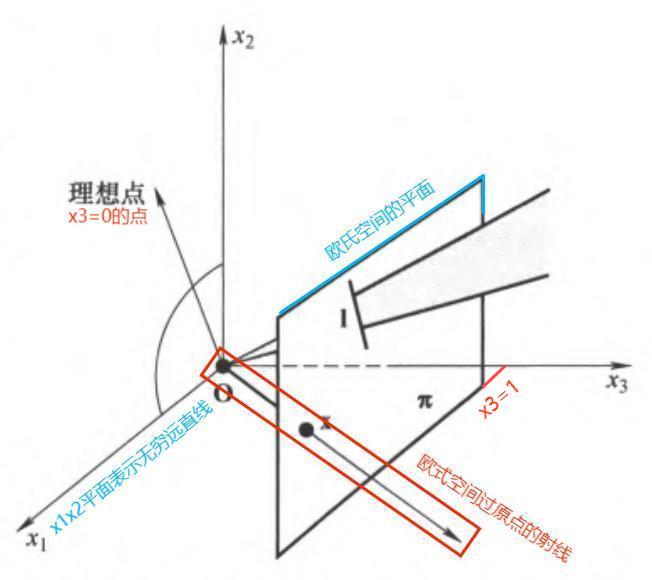 x2
理想点
x3=0的点
欧氏空间的平面
l
O
x3
x3=1
π
x
欧式空间过原点的射线
x1x2平面表示无穷远直线
x1